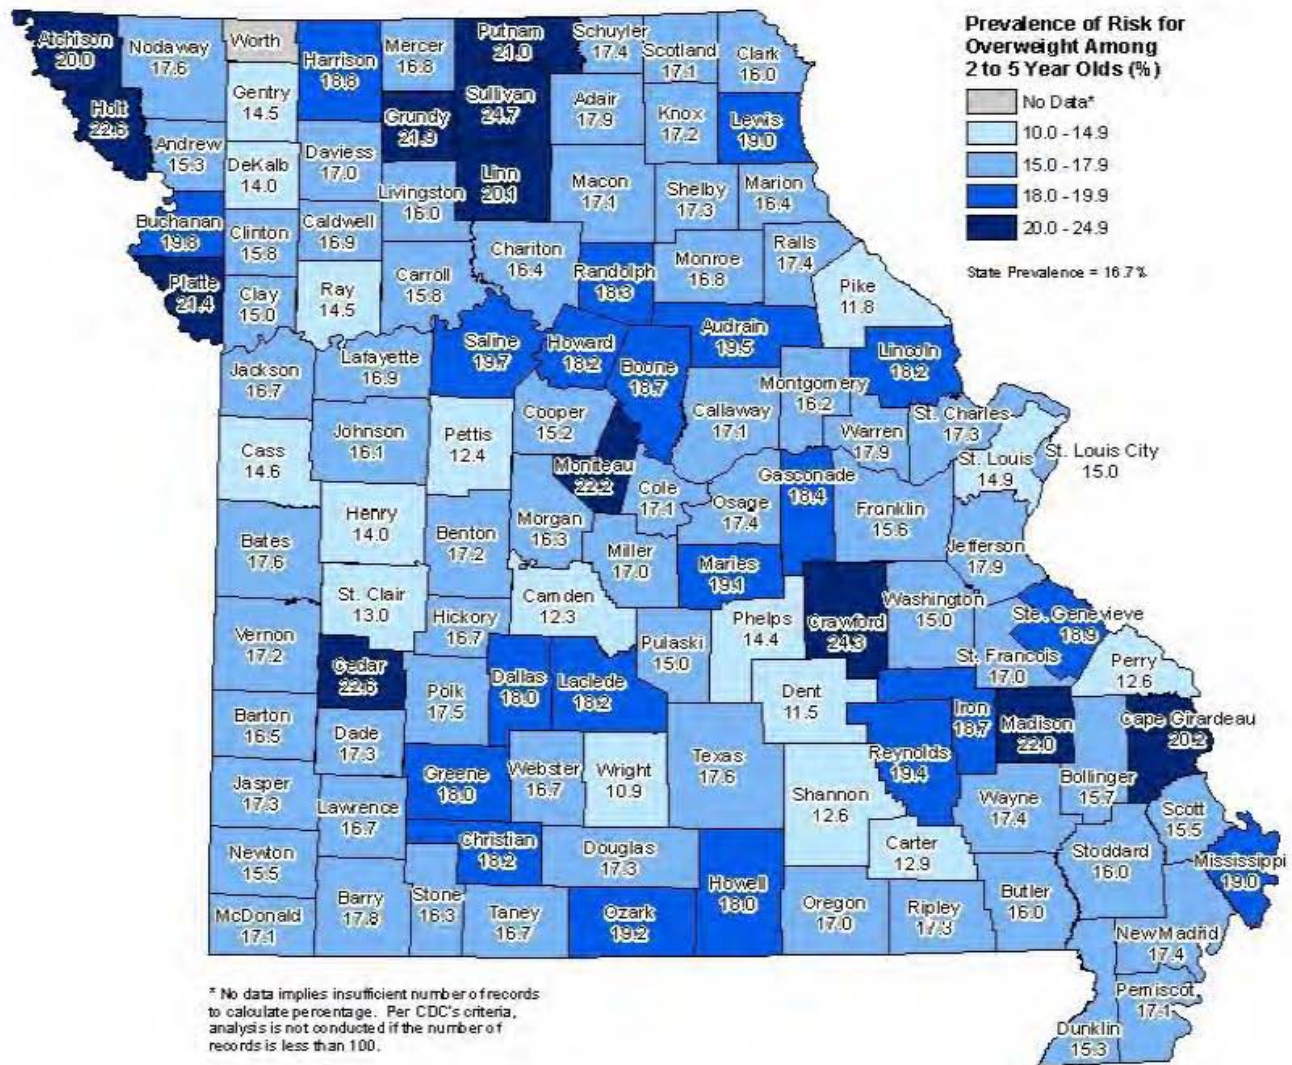 Prevalence of Risk for
Overweight Among
2 to 5 Year Olds (%)
No Data*
10.0 - 14.9
15.0 - 17.9
18.0 - 19.9
20.0 - 24.9
State Prevalence = 16.7%
Atchison
20.0
Nodaway
17.6
Worth
Harrison
18.8
Mercer
16.8
Putnam
21.0
Schuyler
17.4
Scotland
17.1
Clark
16.0
Holt
22.6
Gentry
14.5
Grundy
21.9
Sullivan
24.7
Adair
17.9
Knox
17.2
Lewis
19.0
Andrew
15.3
DeKalb
14.0
Daviess
17.0
Livingston
16.0
Linn
20.1
Macon
17.1
Shelby
17.3
Marion
16.4
Buchanan
19.8
Clinton
15.8
Caldwell
16.9
Chariton
16.4
Randolph
18.3
Monroe
16.8
Ralls
17.4
Platte
21.4
Clay
15.0
Ray
14.5
Carroll
15.8
Pike
11.8
Jackson
16.7
Lafayette
16.9
Saline
19.7
Howard
18.2
Boone
18.7
Audrain
19.5
Lincoln
18.2
Cass
14.6
Johnson
16.1
Pettis
12.4
Cooper
15.2
Callaway
17.1
Montgomery
16.2
Warren
17.9
St. Charles
17.3
St. Louis
14.9
St. Louis City
15.0
Moniteau
22.2
Cole
17.1
Osage
17.4
Gasconade
18.4
Franklin
15.6
Bates
17.6
Henry
14.0
Benton
17.2
Morgan
16.3
Miller
17.0
Maries
19.1
Jefferson
17.9
St. Clair
13.0
Hickory
16.7
Camden
12.3
Pulaski
15.0
Phelps
14.4
Crawford
24.3
Washington
15.0
Ste. Genevieve
18.9
St. Francois
17.0
Perry
12.6
Vernon
17.2
Cedar
22.6
Polk
17.5
Dallas
18.0
Laclede
18.2
Dent
11.5
Iron
18.7
Madison
22.0
Cape Girardeau
20.2
Barton
16.5
Dade
17.3
Greene
18.0
Webster
16.7
Wright
10.9
Texas
17.6
Shannon
12.6
Reynolds
19.4
Wayne
17.4
Bollinger
15.7
Scott
15.5
Jasper
17.3
Lawrence
16.7
Christian
18.2
Douglas
17.3
Carter
12.9
Stoddard
16.0
Mississippi
19.0
Newton
15.5
Barry
17.8
Stone
16.3
Taney
16.7
Ozark
19.2
Howell
18.0
Oregon
17.0
Ripley
17.3
Butler
16.0
McDonald
17.1
New Madrid
17.4
Pemiscot
17.1
Dunklin
15.3
* No data implies insufficient number of records
to calculate percentage. Per CDC's criteria,
analysis is not conducted if the number of
records is less than 100.